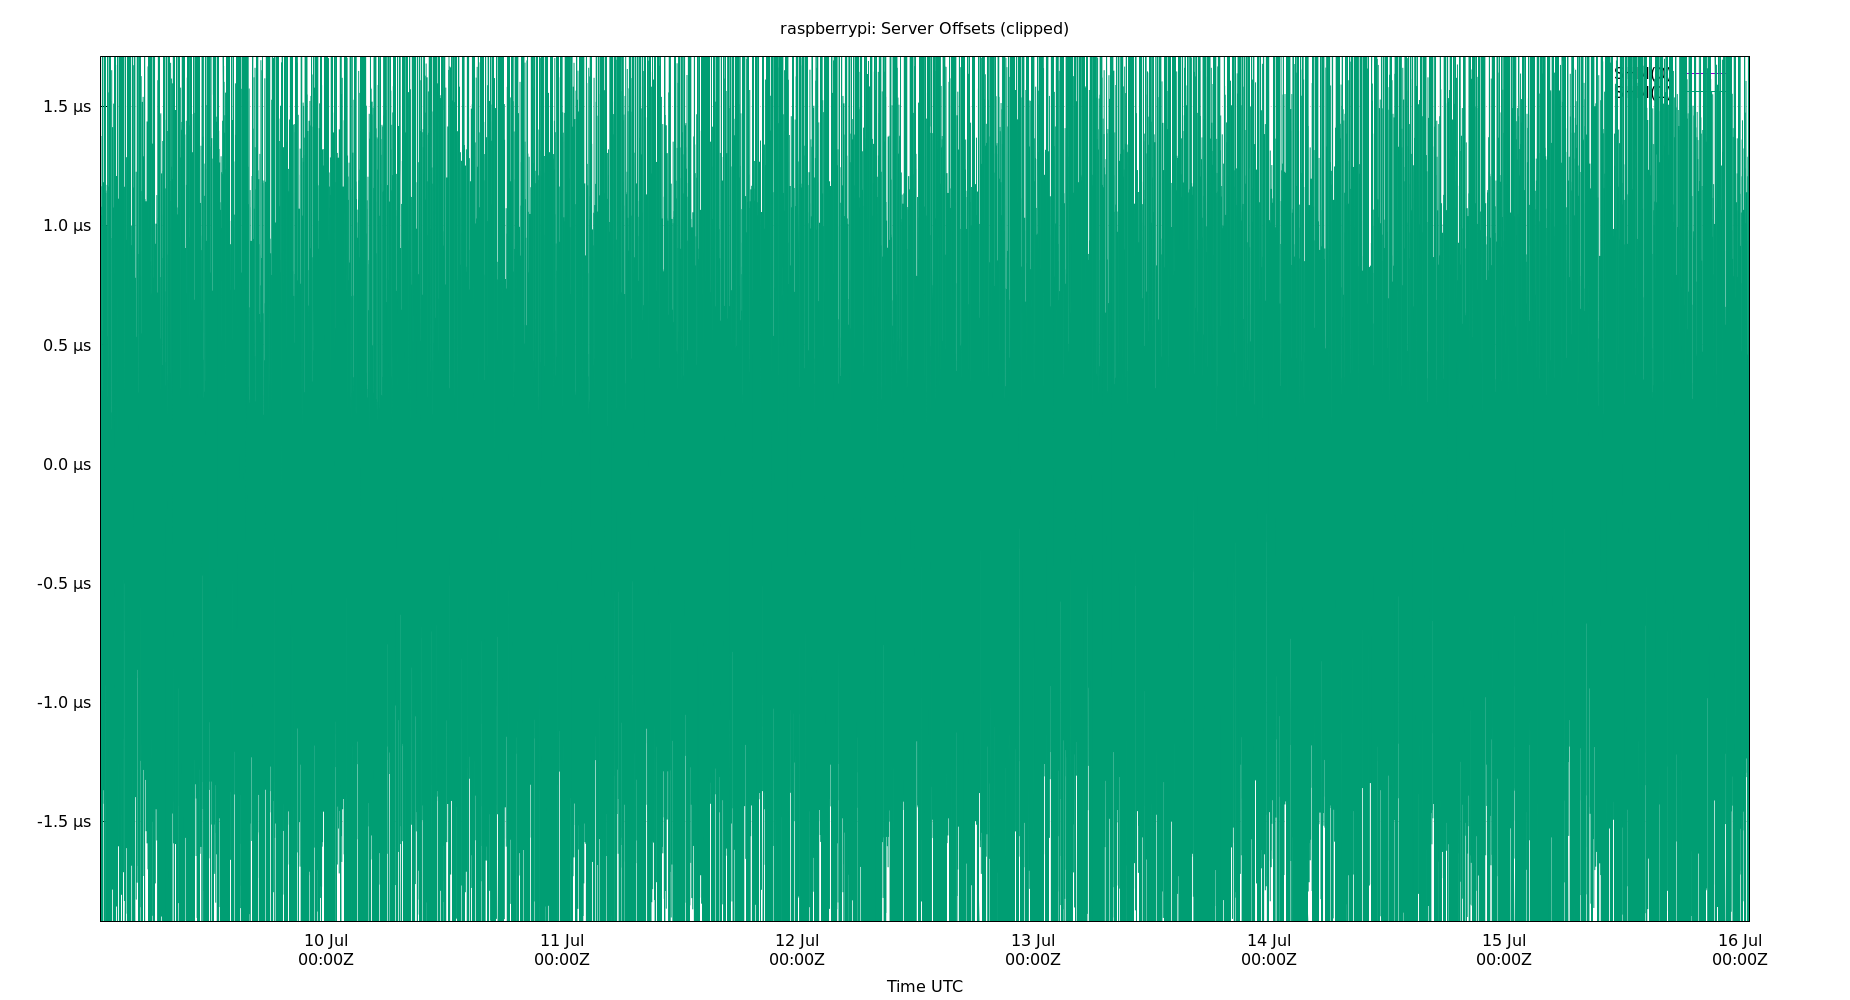 raspberrypi: Server Offsets (clipped)
1.5 µs
1.0 µs
0.5 µs
0.0 µs
-0.5 µs
-1.0 µs
-1.5 µs
10 Jul
00:00Z
11 Jul
00:00Z
12 Jul
00:00Z
13 Jul
00:00Z
14 Jul
00:00Z
15 Jul
00:00Z
16 Jul
00:00Z
Time UTC